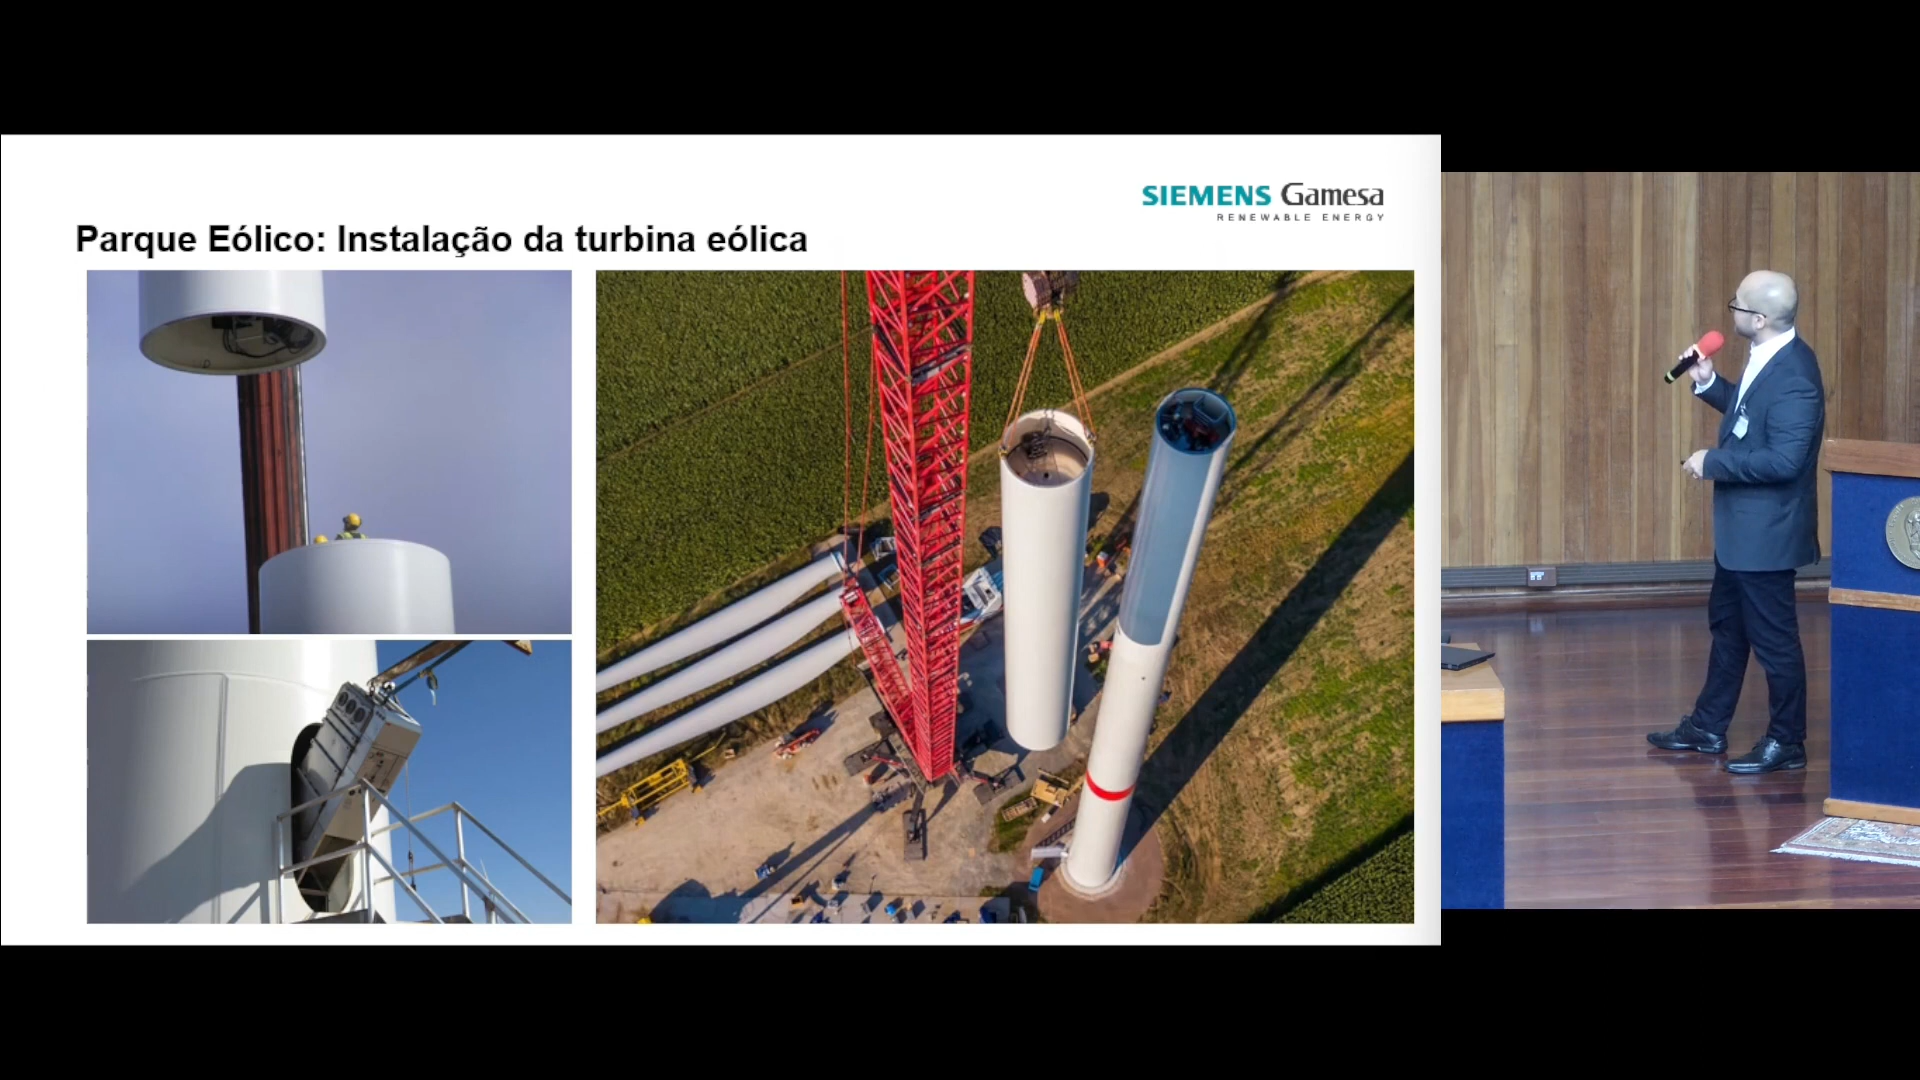 SIEMENS Gamesa
RENEWABLE ENERGY
Parque Eólico: Instalação da turbina eólica